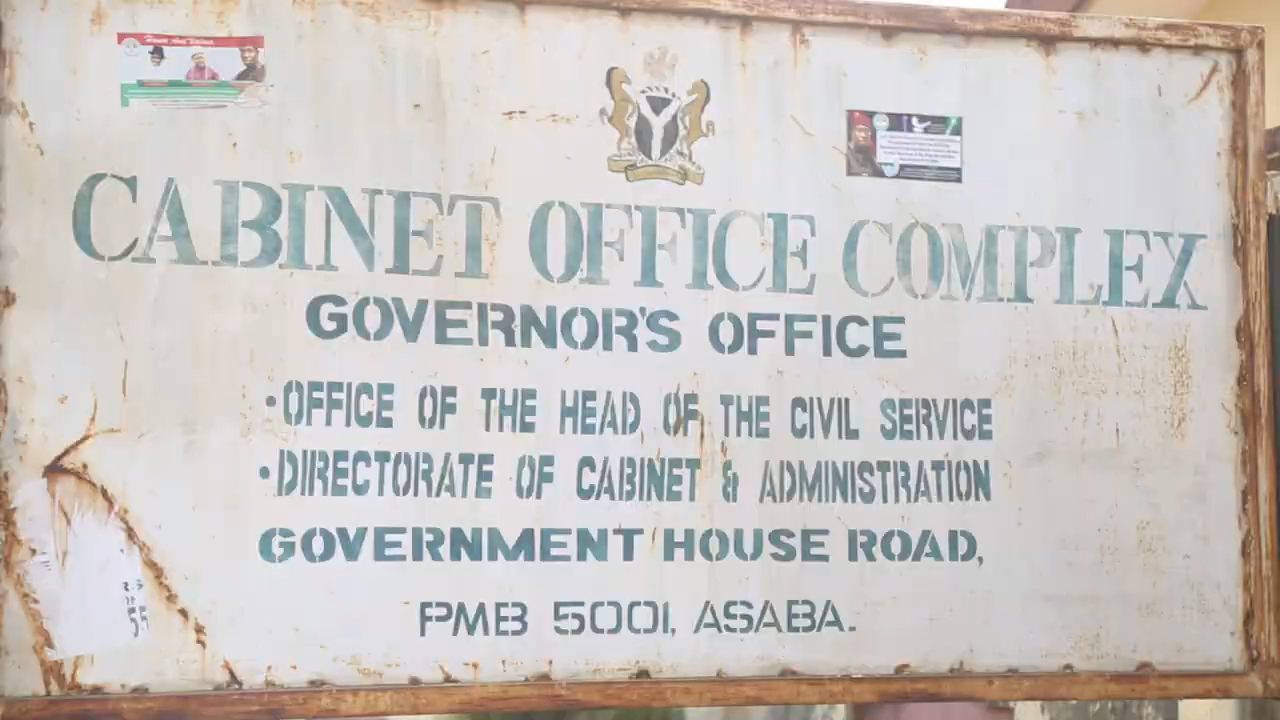 CABINET OFFICE COMPLEX
GOVERNOR'S OFFICE
·OFFICE OF THE HEAD OF THE CIVIL SERVICE
·DIRECTORATE OF CABINET & ADMINISTRATION
GOVERNMENT HOUSE ROAD,
PMB 5001, ASABA.
55